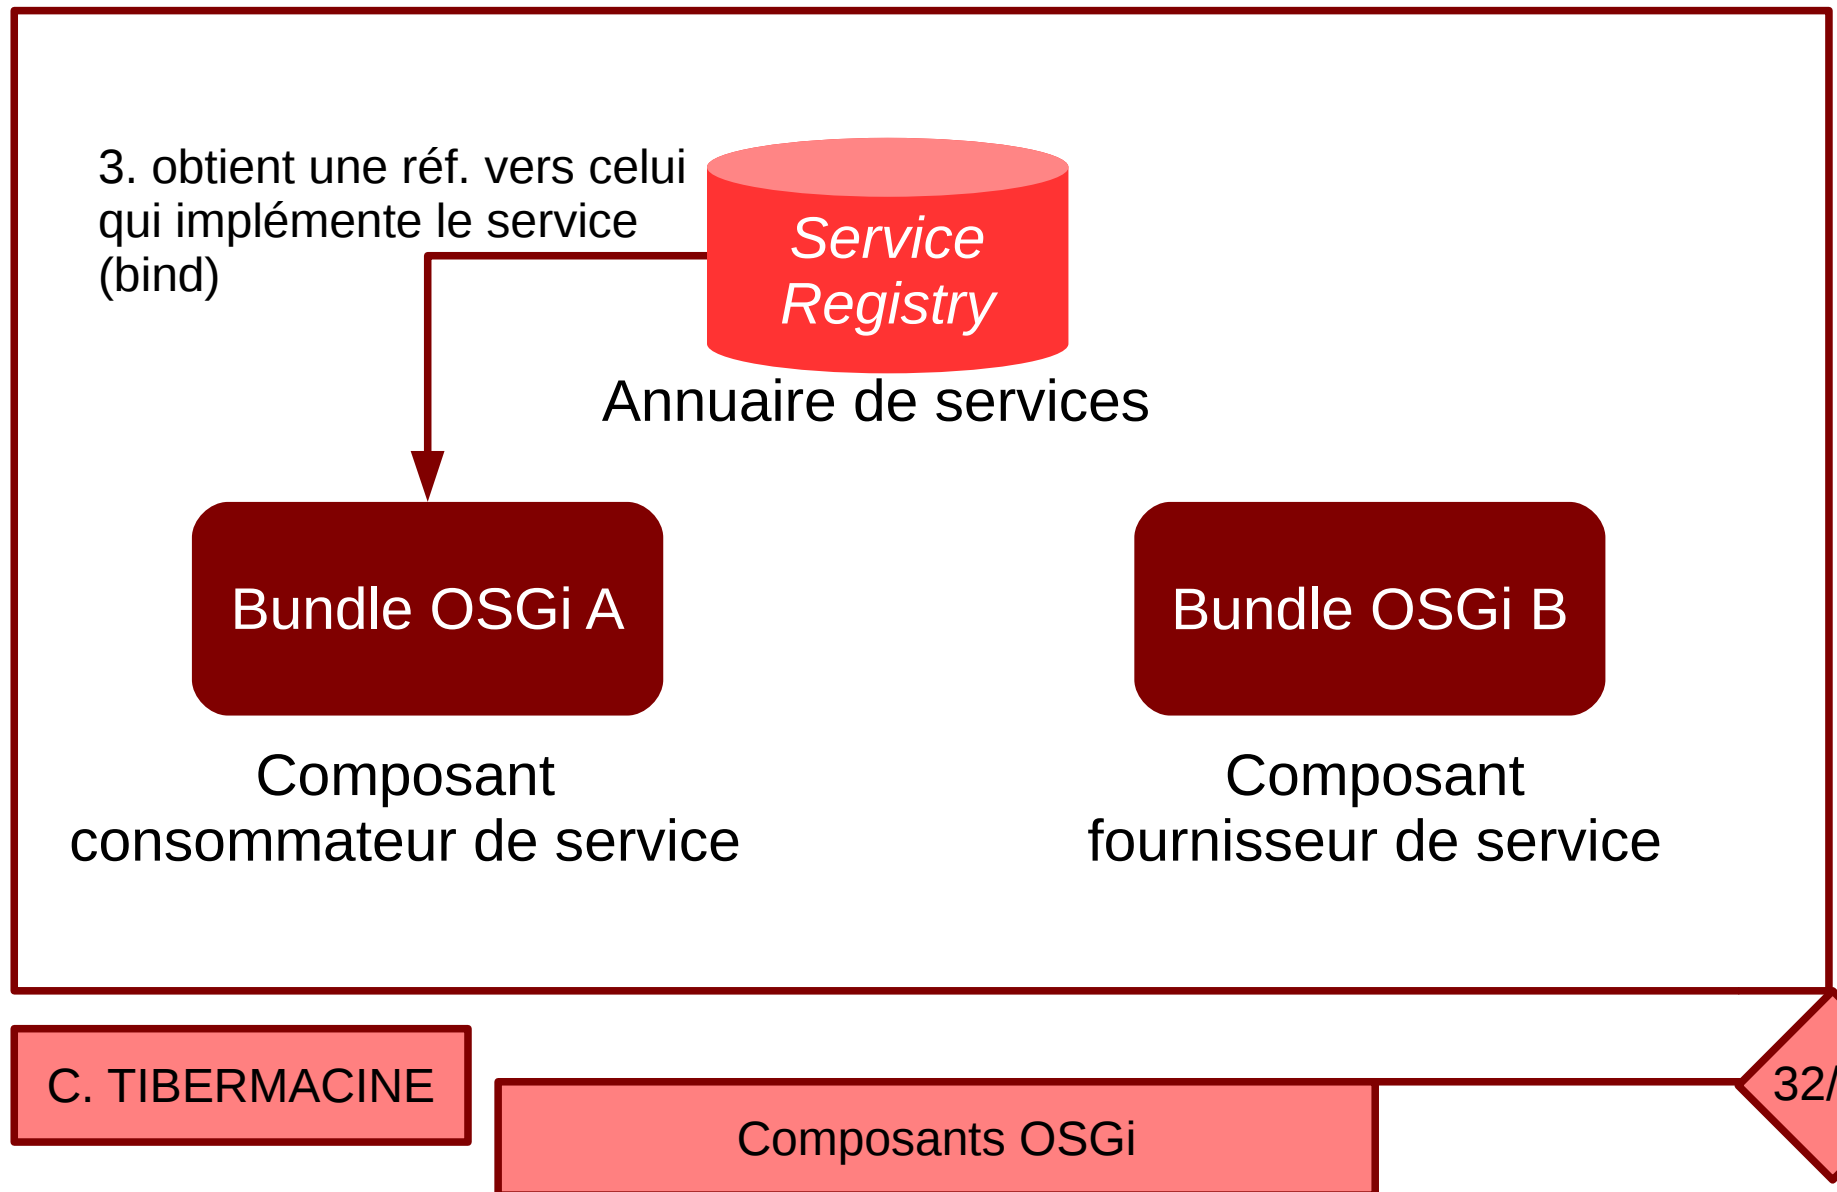 3. obtient une réf. vers celui
qui implémente le service
(bind)
Service
Registry
Annuaire de services
Bundle OSGi A
Bundle OSGi B
Composant
consommateur de service
Composant
fournisseur de service
C. TIBERMACINE
Composants OSGi
32/